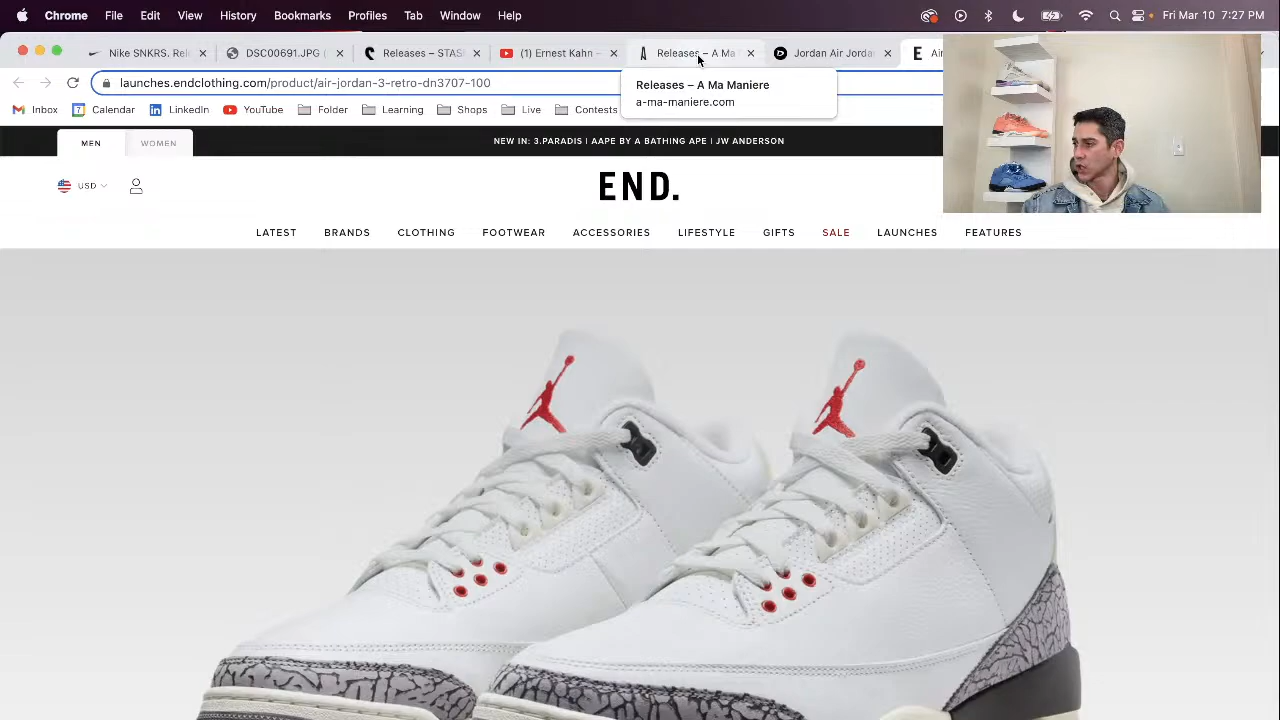 Chrome File Edit View History Bookmarks Profiles Tab Window Help Fri Mar 10 7:27 PM
Nike SNKRS. Rel DSC00691.JPG ( Releases – STAS (1) Ernest Kahn – Releases – A Ma Jordan Air Jorda E Air
launches.endclothing.com/product/air-jordan-3-retro-dn3707-100
Releases – A Ma Maniere
a-ma-maniere.com
Inbox Calendar LinkedIn YouTube Follow Learning Shops Live Contests
MEN WOMEN NEW IN: 3.PARADIS | AAPE BY A BATHING APE | JW ANDERSON
USD END.
LATEST BRANDS CLOTHING FOOTWEAR ACCESSORIES LIFESTYLE GIFTS SALE LAUNCHES FEATURES